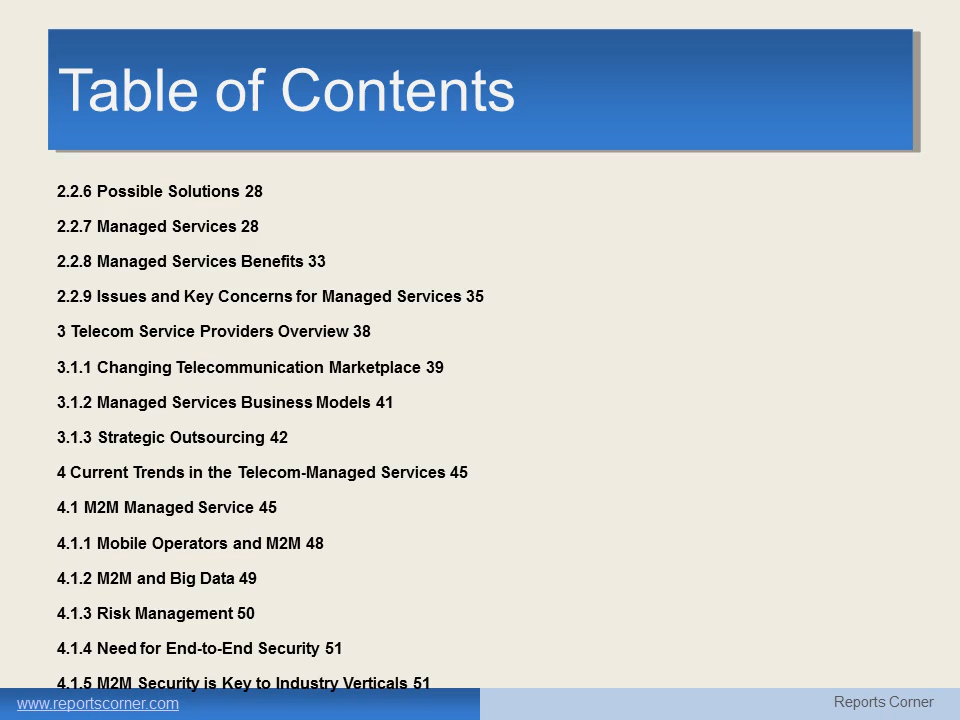 Table of Contents
2.2.6 Possible Solutions 28
2.2.7 Managed Services 28
2.2.8 Managed Services Benefits 33
2.2.9 Issues and Key Concerns for Managed Services 35
3 Telecom Service Providers Overview 38
3.1.1 Changing Telecommunication Marketplace 39
3.1.2 Managed Services Business Models 41
3.1.3 Strategic Outsourcing 42
4 Current Trends in the Telecom-Managed Services 45
4.1 M2M Managed Service 45
4.1.1 Mobile Operators and M2M 48
4.1.2 M2M and Big Data 49
4.1.3 Risk Management 50
4.1.4 Need for End-to-End Security 51
4.1.5 M2M Security is Key to Industry Verticals 51
www.reportscorner.com
Reports Corner